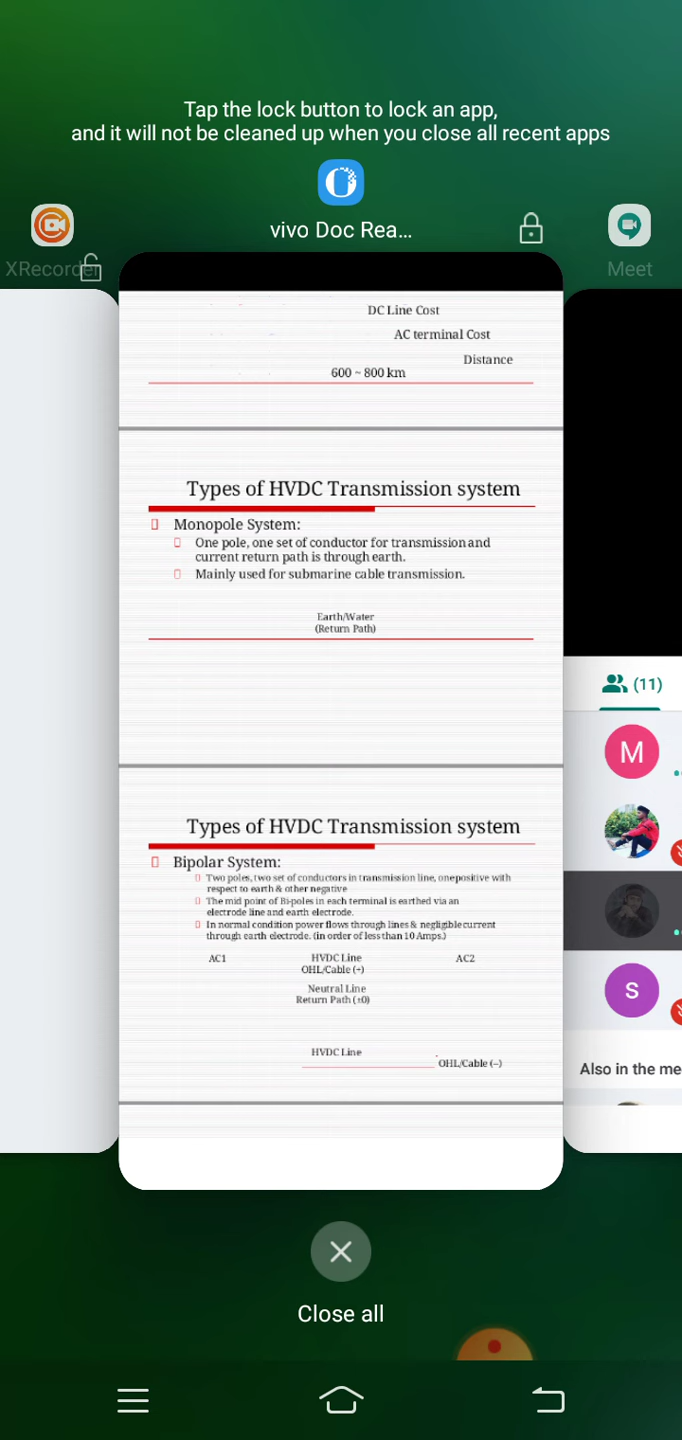 Tap the lock button to lock an app,
and it will not be cleaned up when you close all recent apps
vivo Doc Rea...
XRecorder
Meet
DC Line Cost
AC terminal Cost
Distance
600 ~ 800 km
Types of HVDC Transmission system
Monopole System:
One pole, one set of conductor for transmission and
current return path is through earth.
Mainly used for submarine cable transmission.
Earth/Water
(Return Path)
Types of HVDC Transmission system
Bipolar System:
Two poles, two set of conductors in transmission line, onepositive with
respect to earth & other negative
The mid point of Bi-poles in each terminal is earthed via an
electrode line and earth electrode.
In normal condition power flows through lines & negligiblecurrent
through earth electrode. (in order of less than 10 Amps.)
AC1
HVDC Line
OHL/Cable (+)
AC2
Neutral Line
Return Path (±0)
HVDC Line
OHL/Cable (–)
(11)
M
S
Also in the me
Close all